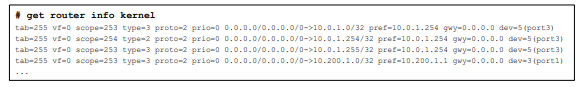 # get router info kernel
tab=255 vf=0 scope=253 type=3 proto=2 prio=0 0.0.0.0/0.0.0.0/0->10.0.1.0/32 pref=10.0.1.254 gwy=0.0.0.0 dev=5(port3)
tab=255 vf=0 scope=254 type=2 proto=2 prio=0 0.0.0.0/0.0.0.0/0->10.0.1.254/32 pref=10.0.1.254 gwy=0.0.0.0 dev=5(port3)
tab=255 vf=0 scope=253 type=3 proto=2 prio=0 0.0.0.0/0.0.0.0/0->10.0.1.255/32 pref=10.0.1.254 gwy=0.0.0.0 dev=5(port3)
tab=255 vf=0 scope=253 type=3 proto=2 prio=0 0.0.0.0/0.0.0.0/0->10.200.1.0/32 pref=10.200.1.1 gwy=0.0.0.0 dev=3(port1)
...